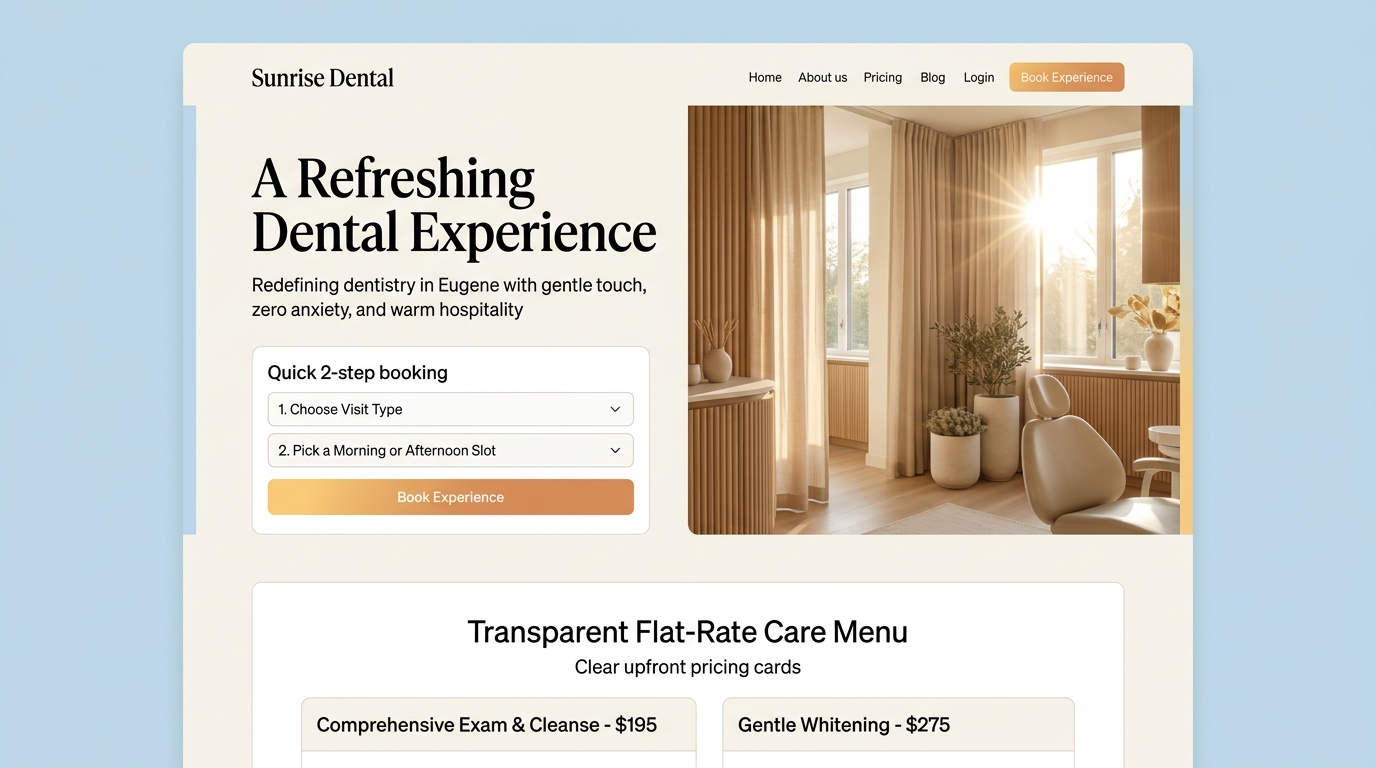 Sunrise Dental
Home About us Pricing Blog Login Book Experience
A Refreshing
Dental Experience
Redefining dentistry in Eugene with gentle touch,
zero anxiety, and warm hospitality
Quick 2-step booking
1. Choose Visit Type
2. Pick a Morning or Afternoon Slot
Book Experience
Transparent Flat-Rate Care Menu
Clear upfront pricing cards
Comprehensive Exam & Cleanse - $195
Gentle Whitening - $275